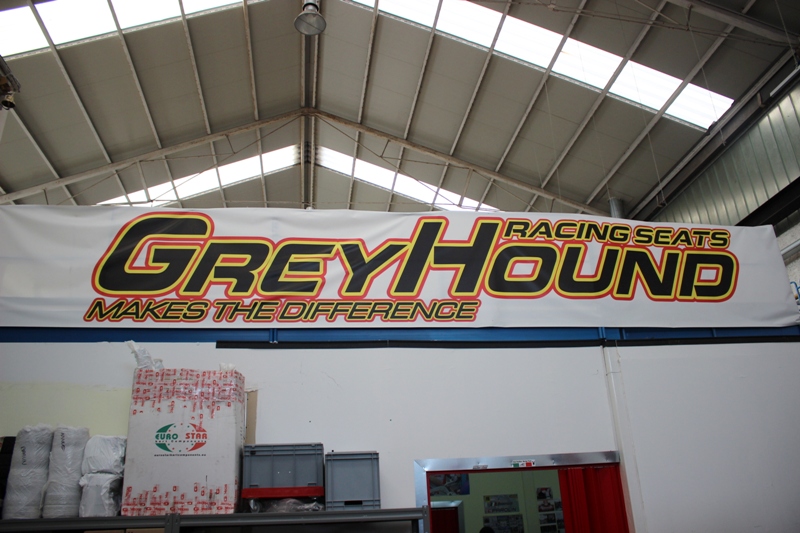 RACING SEATS
GREYHOUND
MAKES THE DIFFERENCE
EURO STAR